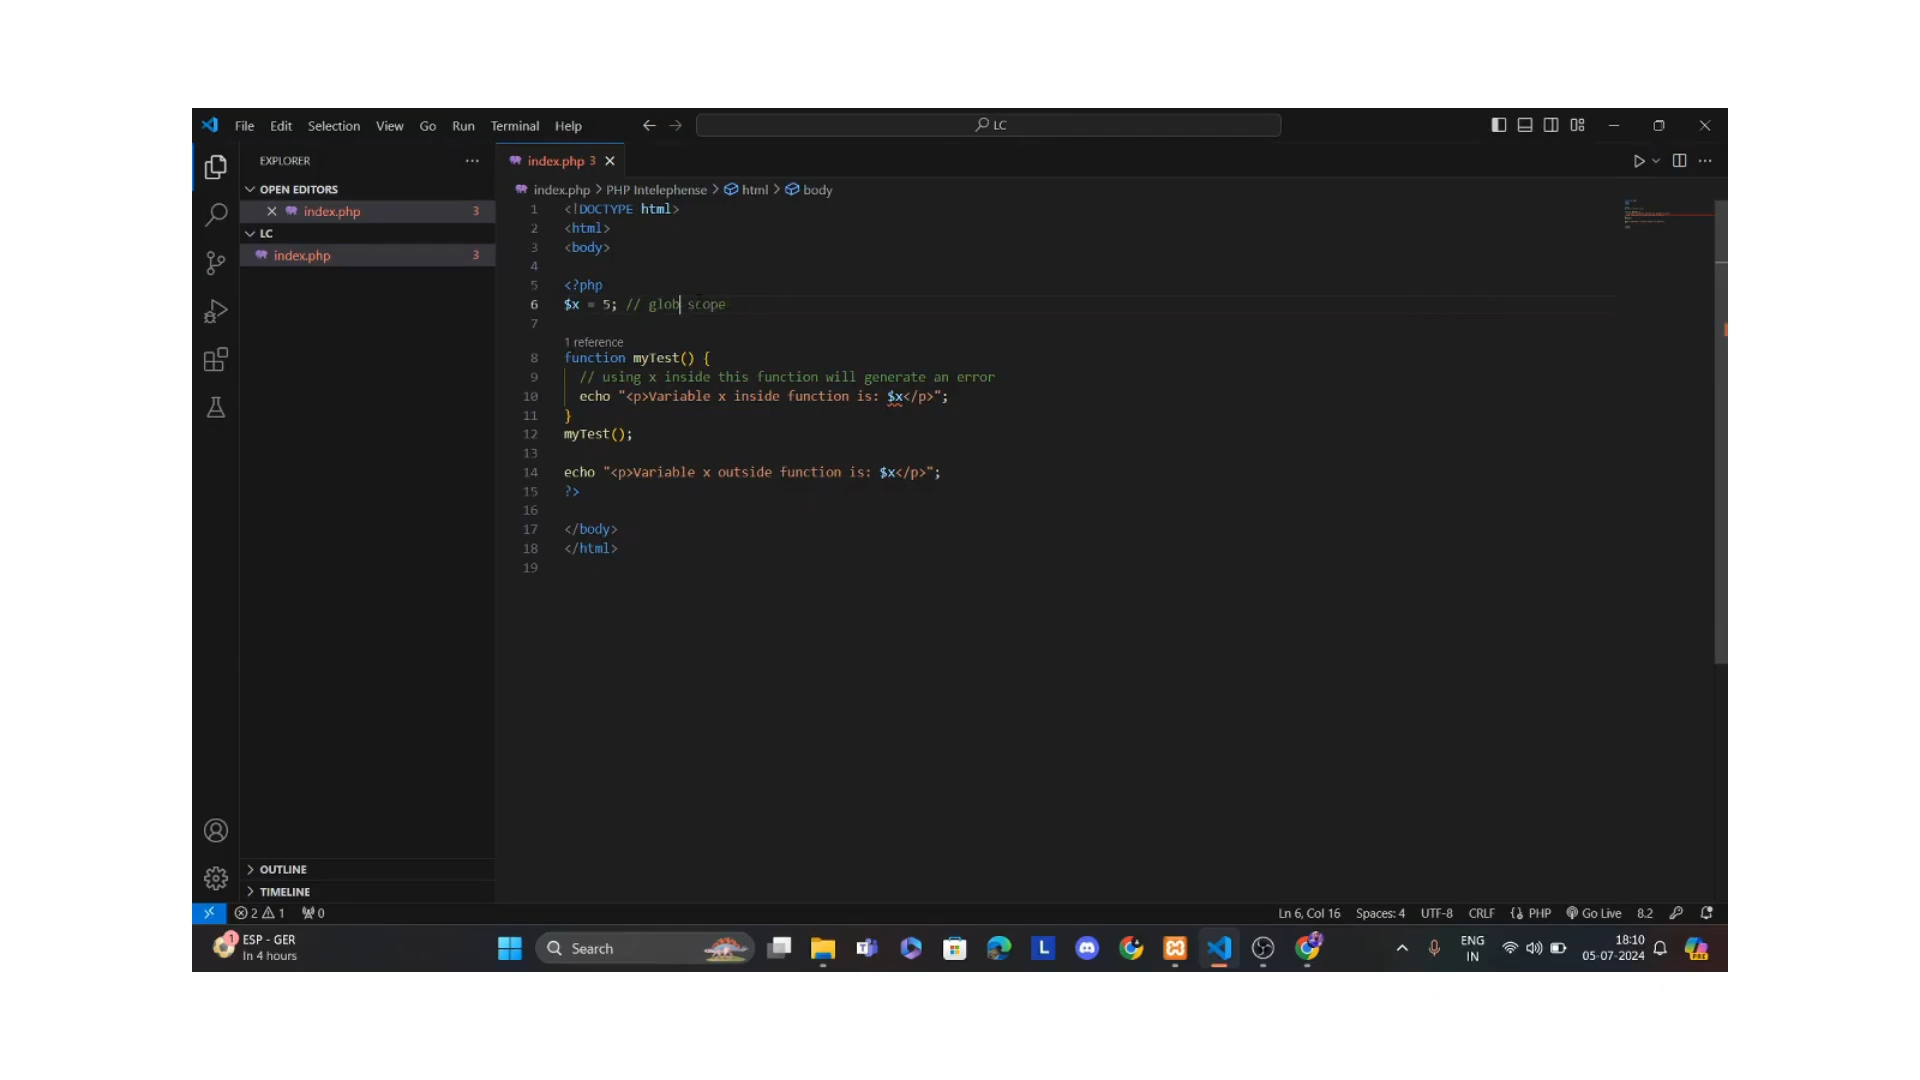 File Edit Selection View Go Run Terminal Help
LC
EXPLORER
index.php 3
OPEN EDITORS
index.php 3
LC
index.php 3
index.php > PHP Intelephense > html > body
1 <!DOCTYPE html>
2 <html>
3 <body>
4
5 <?php
6 $x = 5; // glob scope
7
1 reference
8 function myTest() {
9 // using x inside this function will generate an error
10 echo "<p>Variable x inside function is: $x</p>";
11 }
12 myTest();
13
14 echo "<p>Variable x outside function is: $x</p>";
15 ?>
16
17 </body>
18 </html>
19
OUTLINE
TIMELINE
2 1 0
Ln 6, Col 16 Spaces: 4 UTF-8 CRLF {} PHP Go Live 8.2
1
ESP - GER
In 4 hours
Search
L
ENG
IN
18:10
05-07-2024
PRE